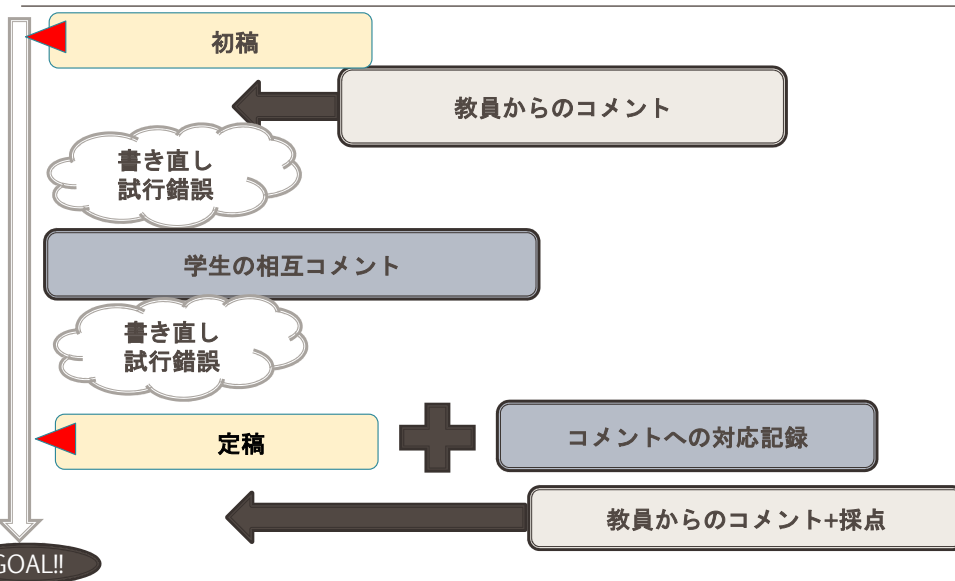 初稿
教員からのコメント
書き直し
試行錯誤
学生の相互コメント
書き直し
試行錯誤
定稿
コメントへの対応記録
教員からのコメント+採点
GOAL!!